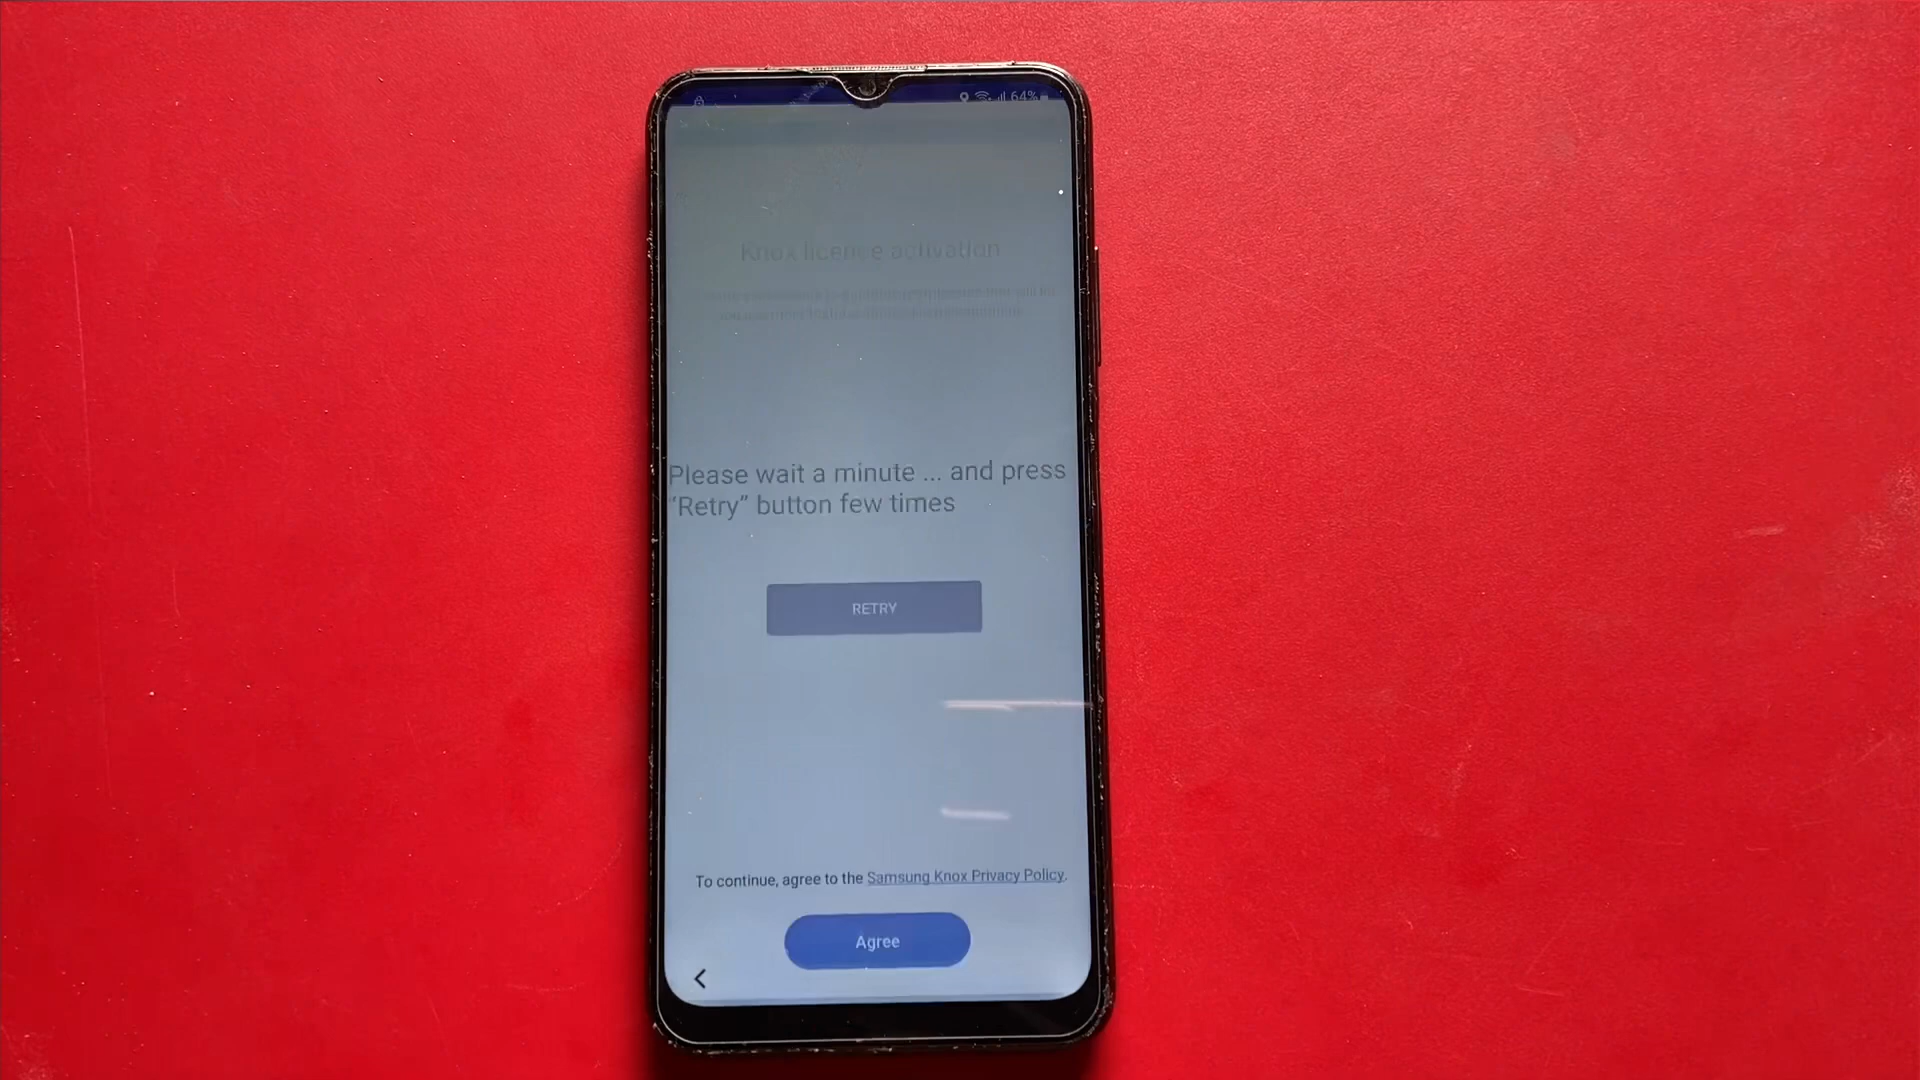 64%
Knox licence activation
Please wait a minute ... and press
“Retry” button few times
RETRY
To continue, agree to the Samsung Knox Privacy Policy.
Agree